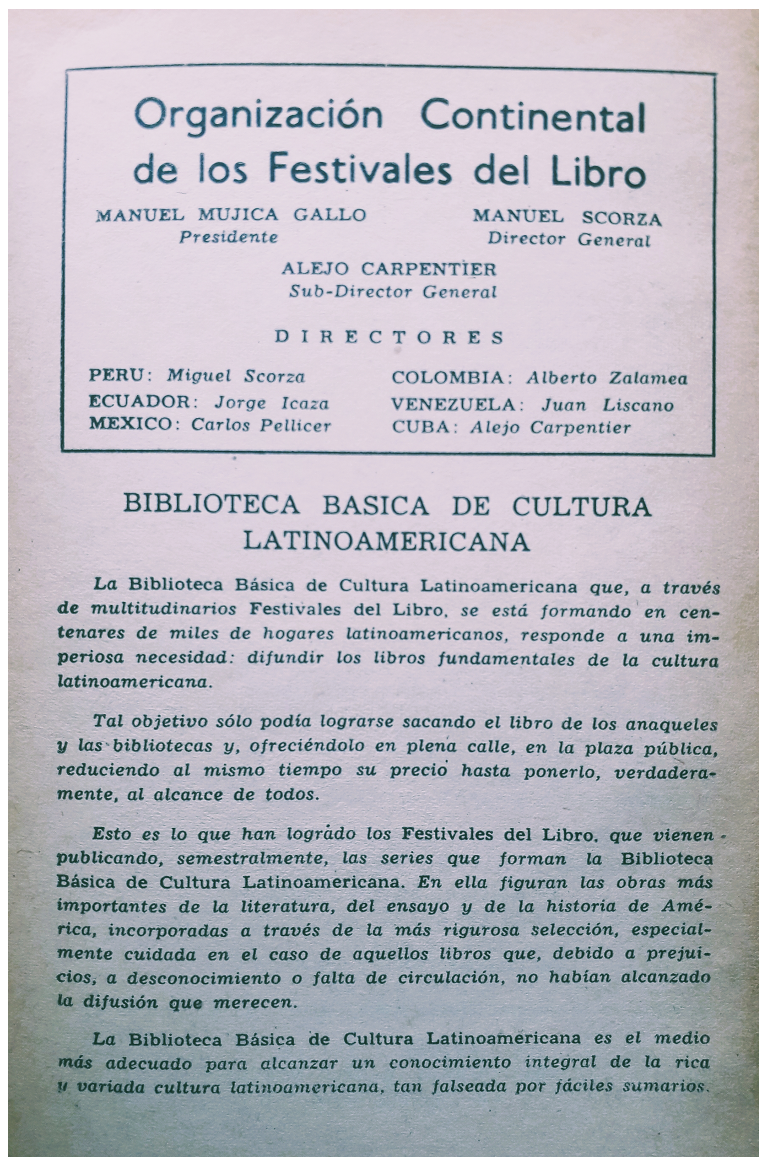 Organización Continental
de los Festivales del Libro
MANUEL MUJICA GALLO MANUEL SCORZA
Presidente Director General
ALEJO CARPENTIER
Sub-Director General
DIRECTORES
PERU: Miguel Scorza COLOMBIA: Alberto Zalamea
ECUADOR: Jorge Icaza VENEZUELA: Juan Liscano
MEXICO: Carlos Pellicer CUBA: Alejo Carpentier
BIBLIOTECA BASICA DE CULTURA
LATINOAMERICANA
La Biblioteca Básica de Cultura Latinoamericana que, a través
de multitudinarios Festivales del Libro, se está formando en cen-
tenares de miles de hogares latinoamericanos, responde a una im-
periosa necesidad: difundir los libros fundamentales de la cultura
latinoamericana.
Tal objetivo sólo podía lograrse sacando el libro de los anaqueles
y las bibliotecas y, ofreciéndolo en plena calle, en la plaza pública,
reduciendo al mismo tiempo su precio hasta ponerlo, verdadera-
mente, al alcance de todos.
Esto es lo que han logrado los Festivales del Libro, que vienen
publicando, semestralmente, las series que forman la Biblioteca
Básica de Cultura Latinoamericana. En ella figuran las obras más
importantes de la literatura, del ensayo y de la historia de Amé-
rica, incorporadas a través de la más rigurosa selección, especial-
mente cuidada en el caso de aquellos libros que, debido a prejui-
cios, a desconocimiento o falta de circulación, no habían alcanzado
la difusión que merecen.
La Biblioteca Básica de Cultura Latinoamericana es el medio
más adecuado para alcanzar un conocimiento integral de la rica
y variada cultura latinoamericana, tan falseada por fáciles sumarios.